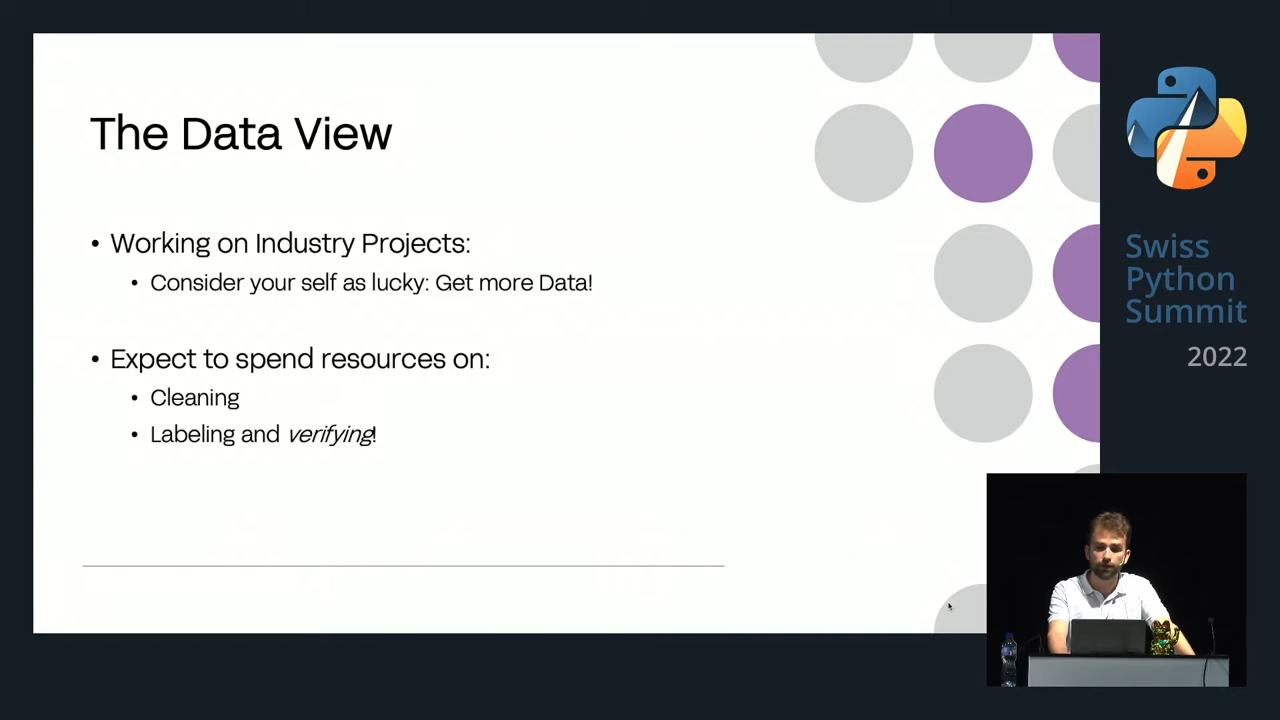 The Data View
• Working on Industry Projects:
• Consider your self as lucky: Get more Data!
• Expect to spend resources on:
• Cleaning
• Labeling and verifying!
Swiss
Python
Summit
2022